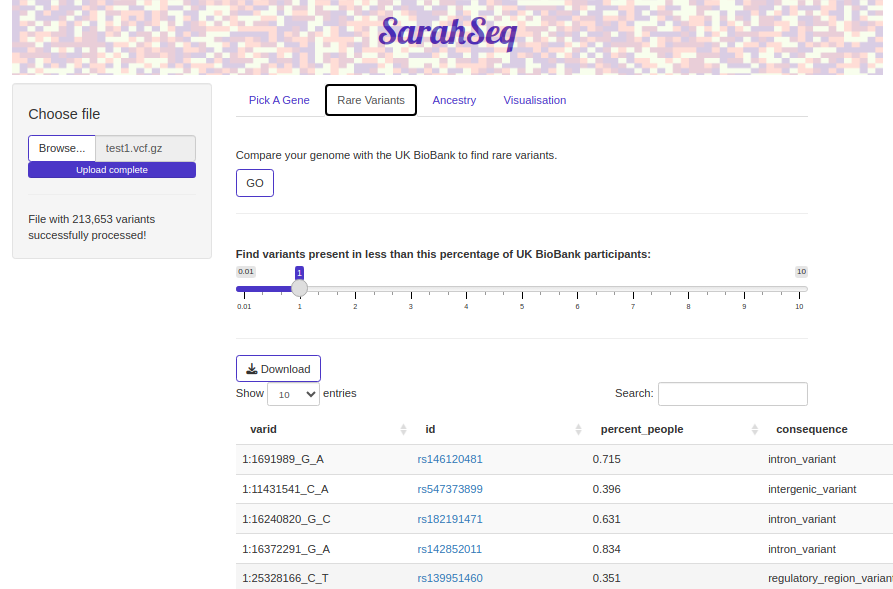 SarahSeq
Choose file
Browse... test1.vcf.gz
Upload complete
File with 213,653 variants
successfully processed!
Pick A Gene Rare Variants Ancestry Visualisation
Compare your genome with the UK BioBank to find rare variants.
GO
Find variants present in less than this percentage of UK BioBank participants:
0.01 1 10
0.01 1 2 3 4 5 6 7 8 9 10
Download
Show 10 entries Search:
varid id percent_people consequence
1:1691989_G_A rs146120481 0.715 intron_variant
1:11431541_C_A rs547373899 0.396 intergenic_variant
1:16240820_G_C rs182191471 0.631 intron_variant
1:16372291_G_A rs142852011 0.834 intron_variant
1:25328166_C_T rs139951460 0.351 regulatory_region_variant